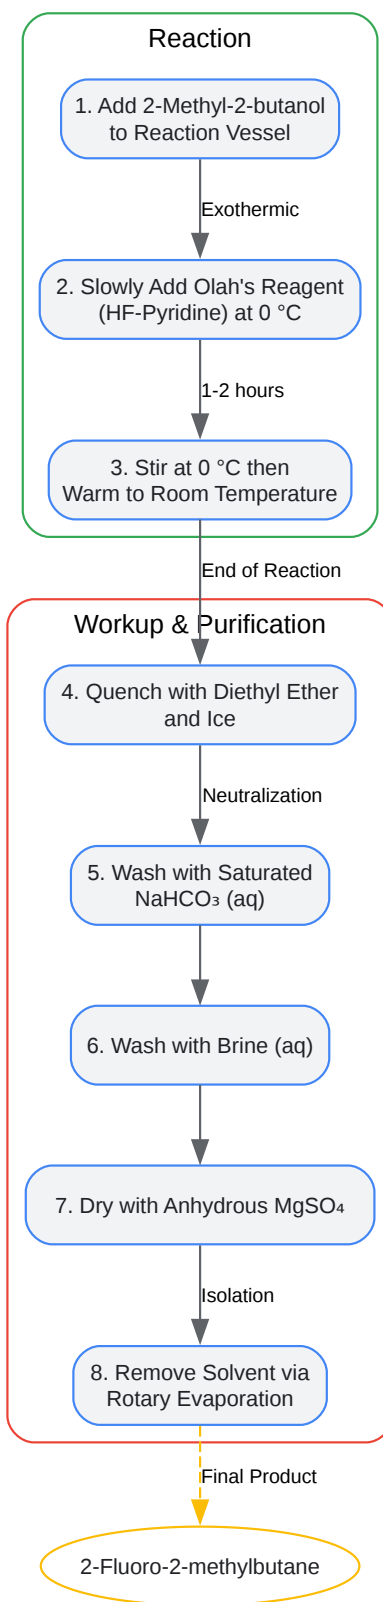 Reaction
1. Add 2-Methyl-2-butanol
to Reaction Vessel
Exothermic
2. Slowly Add Olah's Reagent
(HF-Pyridine) at 0 °C
1-2 hours
3. Stir at 0 °C then
Warm to Room Temperature
End of Reaction
Workup & Purification
4. Quench with Diethyl Ether
and Ice
Neutralization
5. Wash with Saturated
NaHCO₃ (aq)
6. Wash with Brine (aq)
7. Dry with Anhydrous MgSO₄
Isolation
8. Remove Solvent via
Rotary Evaporation
Final Product
2-Fluoro-2-methylbutane